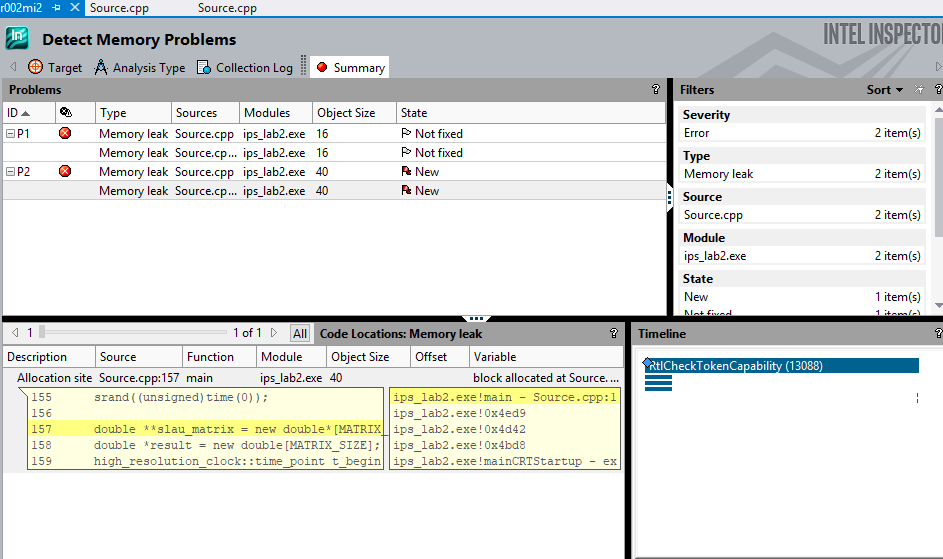 r002mi2 Source.cpp Source.cpp
Detect Memory Problems
INTEL INSPECTOR
Target Analysis Type Collection Log Summary
Problems ?
ID Type Sources Modules Object Size State
P1 Memory leak Source.cpp ips_lab2.exe 16 Not fixed
Memory leak Source.cp... ips_lab2.exe 16 Not fixed
P2 Memory leak Source.cpp ips_lab2.exe 40 New
Memory leak Source.cp... ips_lab2.exe 40 New
Filters Sort ?
Severity
Error 2 item(s)
Type
Memory leak 2 item(s)
Source
Source.cpp 2 item(s)
Module
ips_lab2.exe 2 item(s)
State
New 1 item(s)
Not fixed 1 item(s)
1 1 of 1 All Code Locations: Memory leak ?
Description Source Function Module Object Size Offset Variable
Allocation site Source.cpp:157 main ips_lab2.exe 40 block allocated at Source. ...
155 srand((unsigned)time(0)); ips_lab2.exe!main - Source.cpp:1
156 ips_lab2.exe!0x4ed9
157 double **slau_matrix = new double*[MATRIX_ ips_lab2.exe!0x4d42
158 double *result = new double[MATRIX_SIZE]; ips_lab2.exe!0x4bd8
159 high_resolution_clock::time_point t_begin ips_lab2.exe!mainCRTStartup - ex
Timeline ?
RtlCheckTokenCapability (13088)